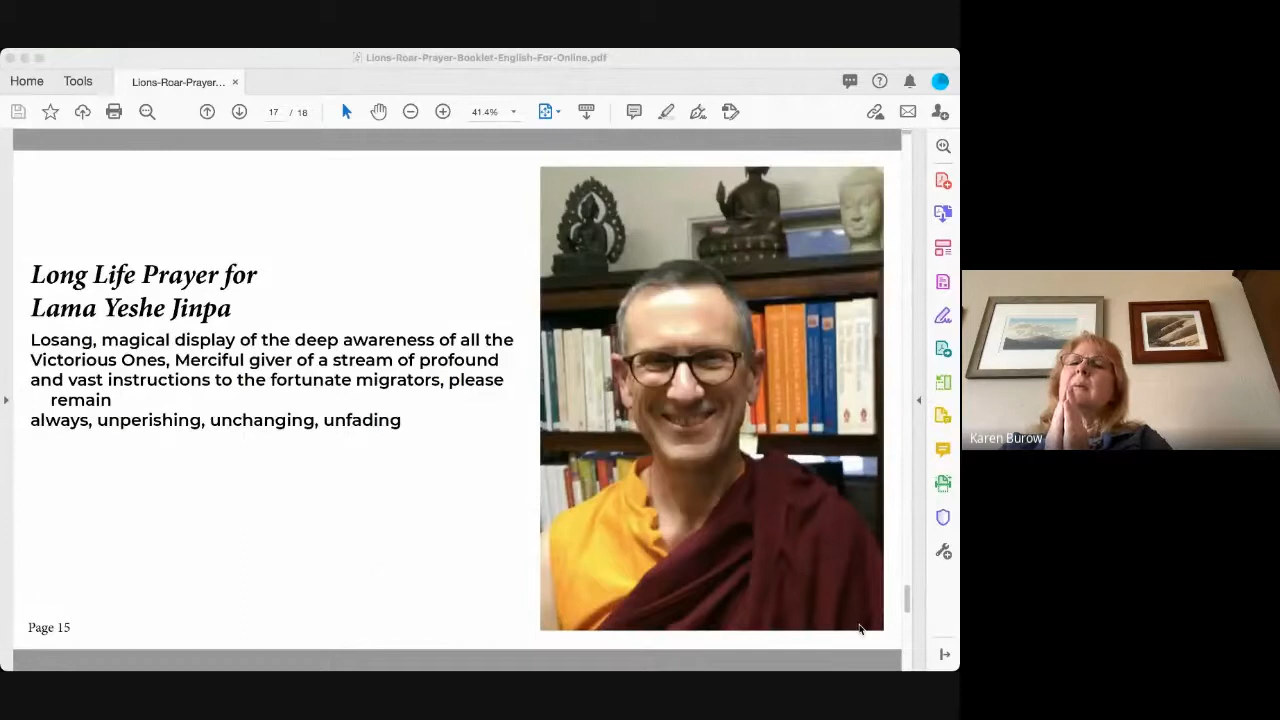 Lions-Roar-Prayer-Booklet-English-For-Online.pdf
Home
Tools
Lions-Roar-Prayer... ×
17 / 18
41.4%
Long Life Prayer for
Lama Yeshe Jinpa
Losang, magical display of the deep awareness of all the
Victorious Ones, Merciful giver of a stream of profound
and vast instructions to the fortunate migrators, please
remain
always, unperishing, unchanging, unfading
Page 15
Karen Burow